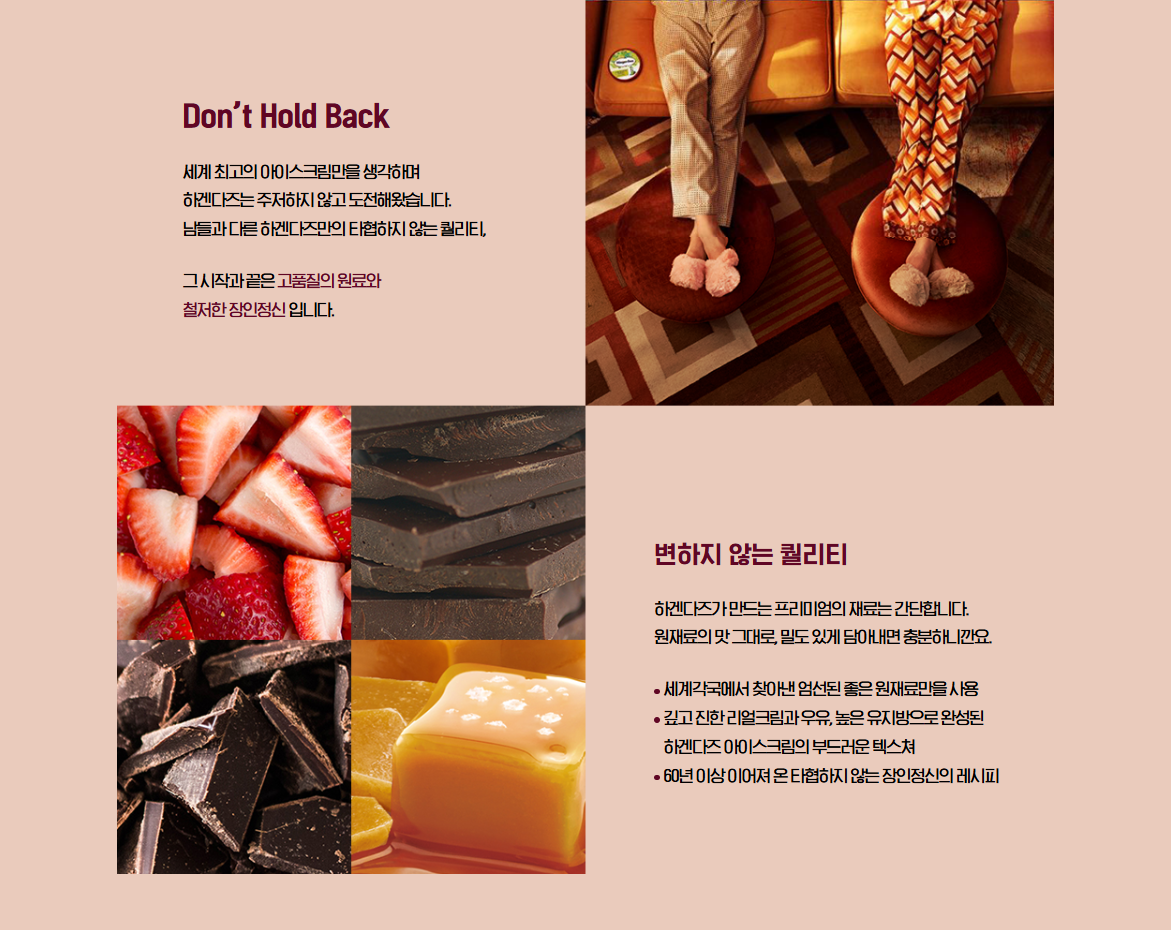 Don’t Hold Back
세계 최고의 아이스크림만을 생각하며
하겐다즈는 주저하지 않고 도전해왔습니다.
남들과 다른 하겐다즈만의 타협하지 않는 퀄리티,
그 시작과 끝은 고품질의 원료와
철저한 장인정신 입니다.
변하지 않는 퀄리티
하겐다즈가 만드는 프리미엄의 재료는 간단합니다.
원재료의 맛 그대로, 밀도 있게 담아내면 충분하니깐요.
• 세계각국에서 찾아낸 엄선된 좋은 원재료만을 사용
• 깊고 진한 리얼크림과 우유, 높은 유지방으로 완성된
하겐다즈 아이스크림의 부드러운 텍스쳐
• 60년 이상 이어져 온 타협하지 않는 장인정신의 레시피